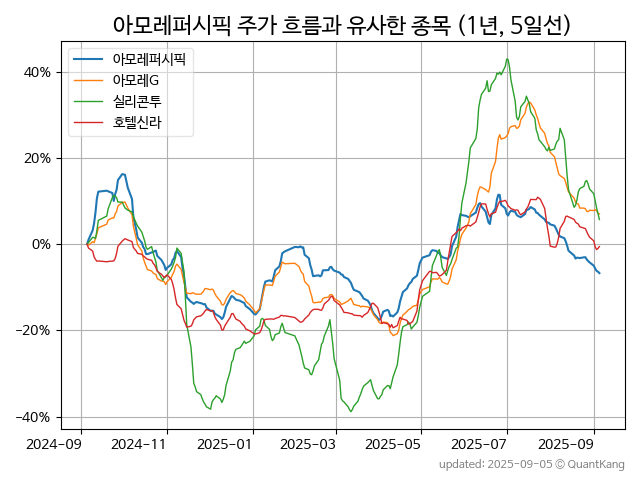 아모레퍼시픽 주가 흐름과 유사한 종목 (1년, 5일선)
아모레퍼시픽
아모레G
실리콘투
호텔신라
40%
20%
0%
−20%
−40%
2024-09 2024-11 2025-01 2025-03 2025-05 2025-07 2025-09
updated: 2025-09-05 © QuantKang